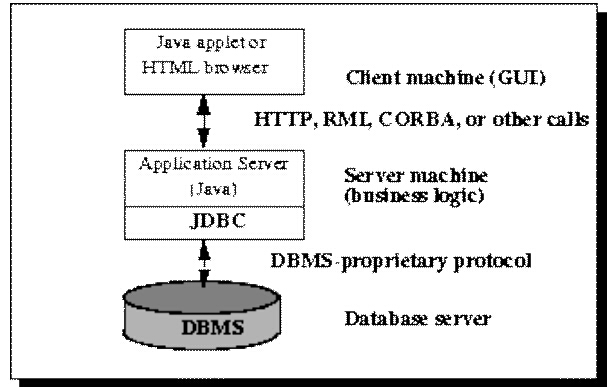 Java applet or
HTML browser
Client machine (GUI)
HTTP, RMI, CORBA, or other calls
Application Server
(Java)
JDBC
Server machine
(business logic)
DBMS-proprietary protocol
DBMS
Database server